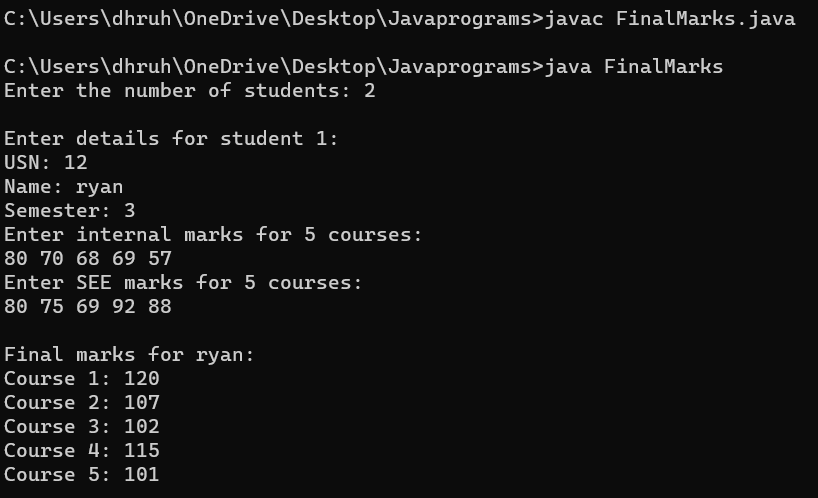 C:\Users\dhruh\OneDrive\Desktop\Javaprograms>javac FinalMarks.java
C:\Users\dhruh\OneDrive\Desktop\Javaprograms>java FinalMarks
Enter the number of students: 2
Enter details for student 1:
USN: 12
Name: ryan
Semester: 3
Enter internal marks for 5 courses:
80 70 68 69 57
Enter SEE marks for 5 courses:
80 75 69 92 88
Final marks for ryan:
Course 1: 120
Course 2: 107
Course 3: 102
Course 4: 115
Course 5: 101